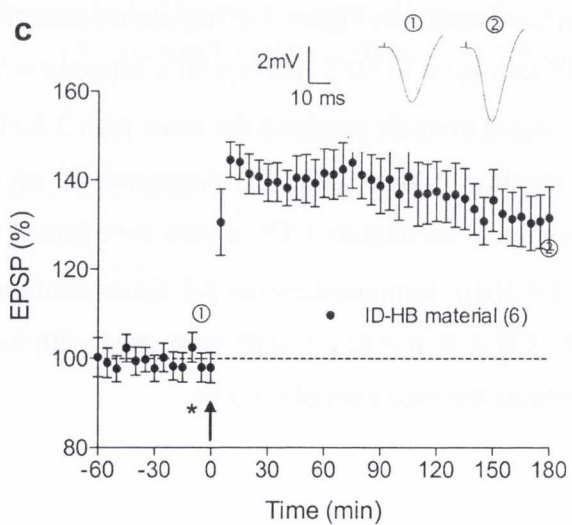 C
① ②
2mV
10 ms
160
140
120
100
80
EPSP (%)
①
②
ID-HB material (6)
*
-60 -30 0 30 60 90 120 150 180
Time (min)